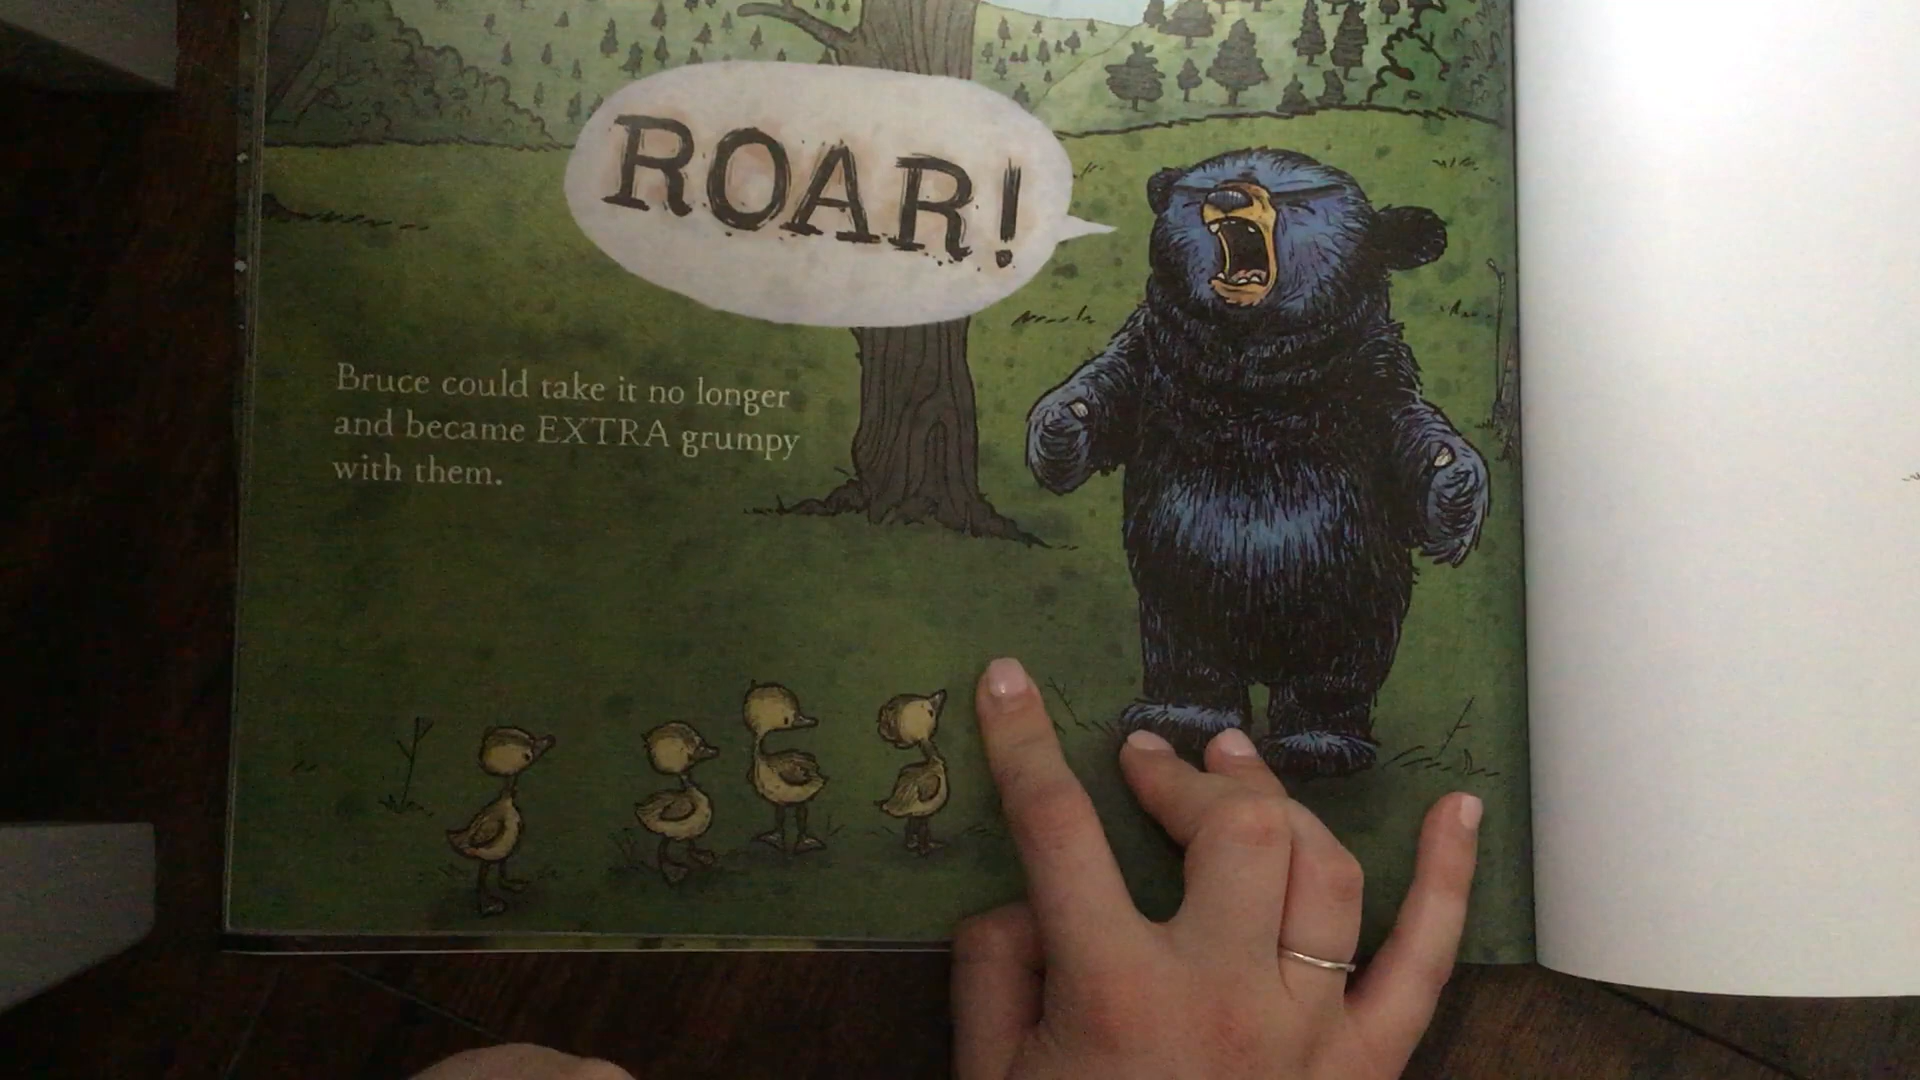 ROAR!
Bruce could take it no longer
and became EXTRA grumpy
with them.